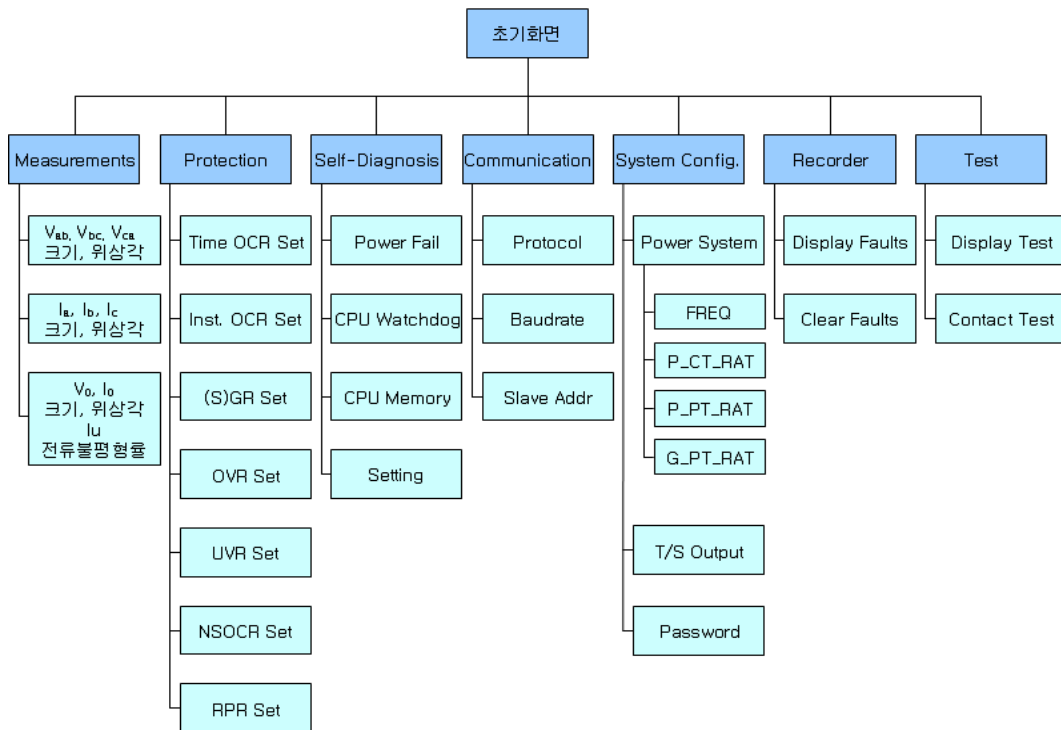 초기화면
Measurements
Protection
Self-Diagnosis
Communication
System Config.
Recorder
Test
Vab, Vbc, Vca
크기, 위상각
Ia, Ib, Ic
크기, 위상각
V0, I0
크기, 위상각
Iu
전류불평형율
Time OCR Set
Inst. OCR Set
(S)GR Set
OVR Set
UVR Set
NSOCR Set
RPR Set
Power Fail
CPU Watchdog
CPU Memory
Setting
Protocol
Baudrate
Slave Addr
Power System
FREQ
P_CT_RAT
P_PT_RAT
G_PT_RAT
T/S Output
Password
Display Faults
Clear Faults
Display Test
Contact Test